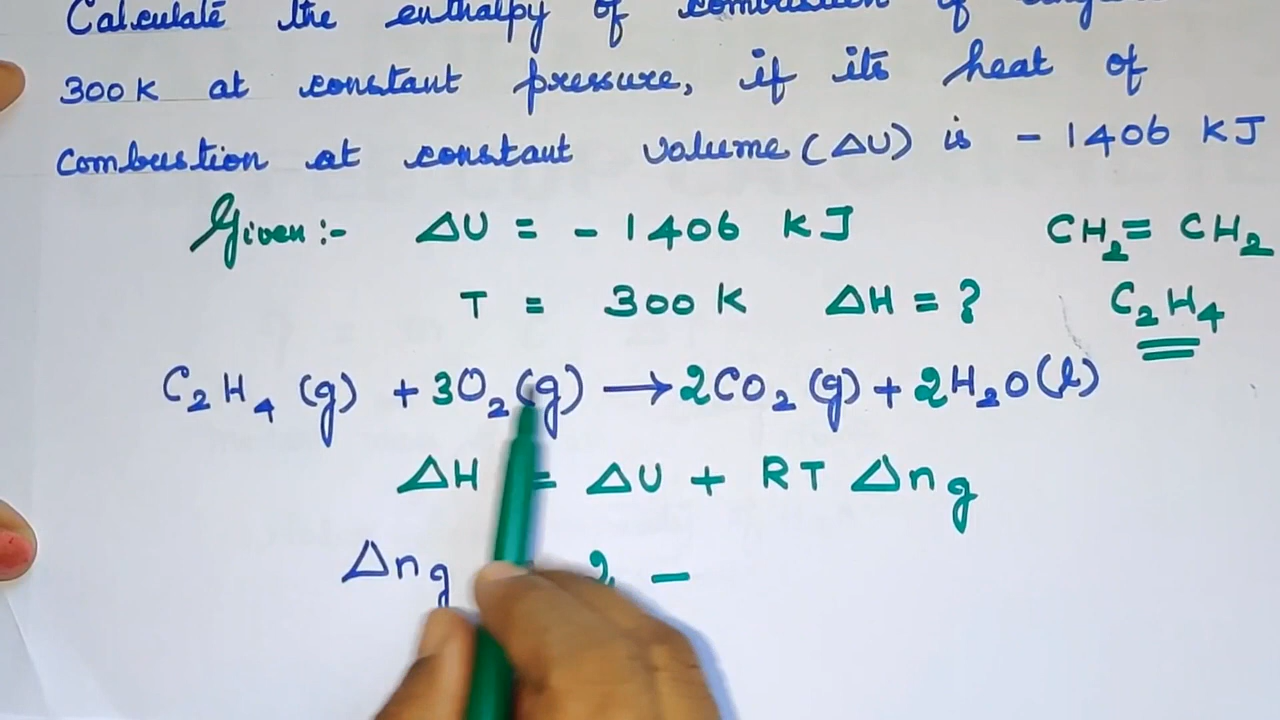 Calculate the enthalpy of combustion of
300K at constant pressure, if its heat of
combustion at constant volume (ΔU) is -1406 KJ
Given:- ΔU = -1406 KJ CH₂ = CH₂
T = 300 K ΔH = ? C₂H₄
C₂H₄ (g) + 3O₂ (g) → 2CO₂ (g) + 2H₂O(l)
ΔH = ΔU + RT Δng
Δng 2 -